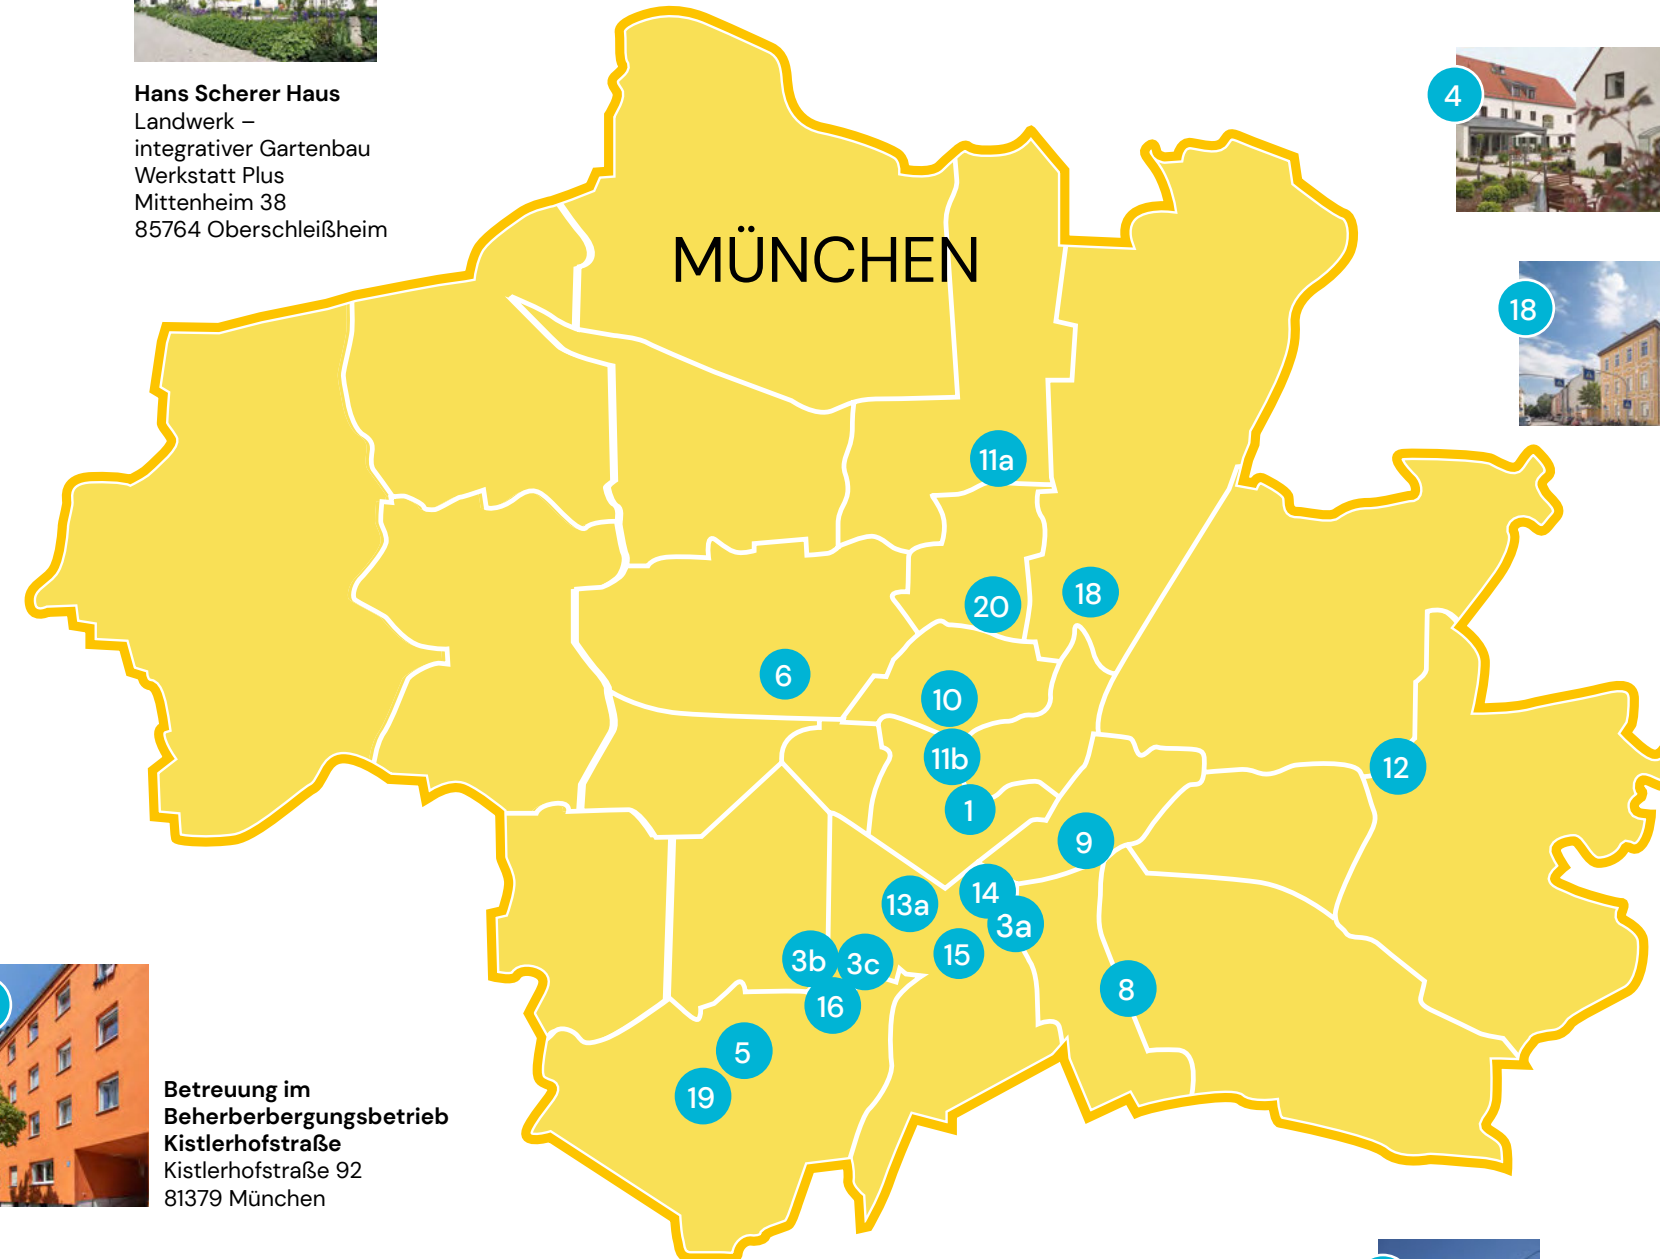 Hans Scherer Haus
Landwerk –
integrativer Gartenbau
Werkstatt Plus
Mittenheim 38
85764 Oberschleißheim
4
MÜNCHEN
18
11a
20
18
6
10
11b
12
1
9
14
13a
3a
15
3b
3c
8
16
5
19
Betreuung im
Beherberbergungsbetrieb
Kistlerhofstraße
Kistlerhofstraße 92
81379 München